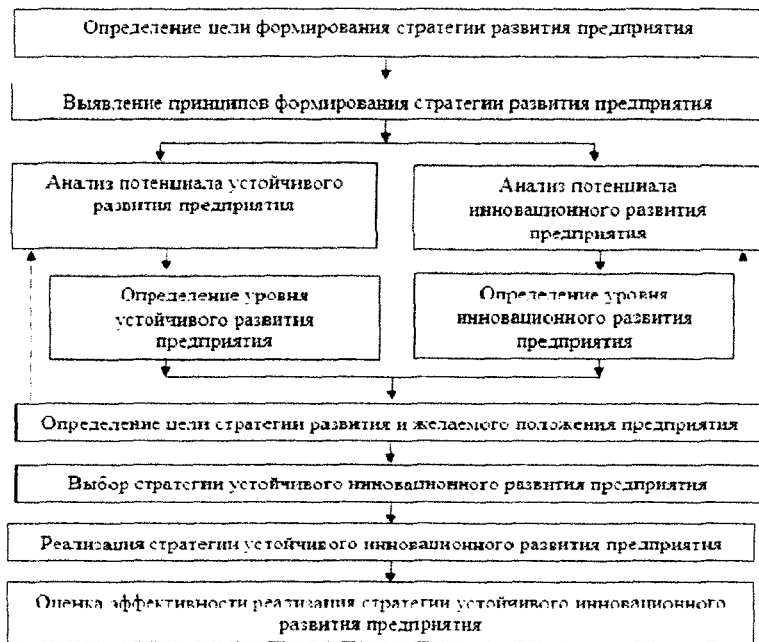 Определение цели формирования стратегии развития предприятия
Выявление принципов формирования стратегии развития предприятия
Анализ потенциала устойчивого
развития предприятия
Анализ потенциала
инновационного развития
предприятия
Определение уровня
устойчивого развития
предприятия
Определение уровня
инновационного развития
предприятия
Определение цели стратегии развития и желаемого положения предприятия
Выбор стратегии устойчивого инновационного развития предприятия
Реализация стратегии устойчивого инновационного развития предприятия
Оценка эффективности реализация стратегии устойчивого инновационного
развития предприятия